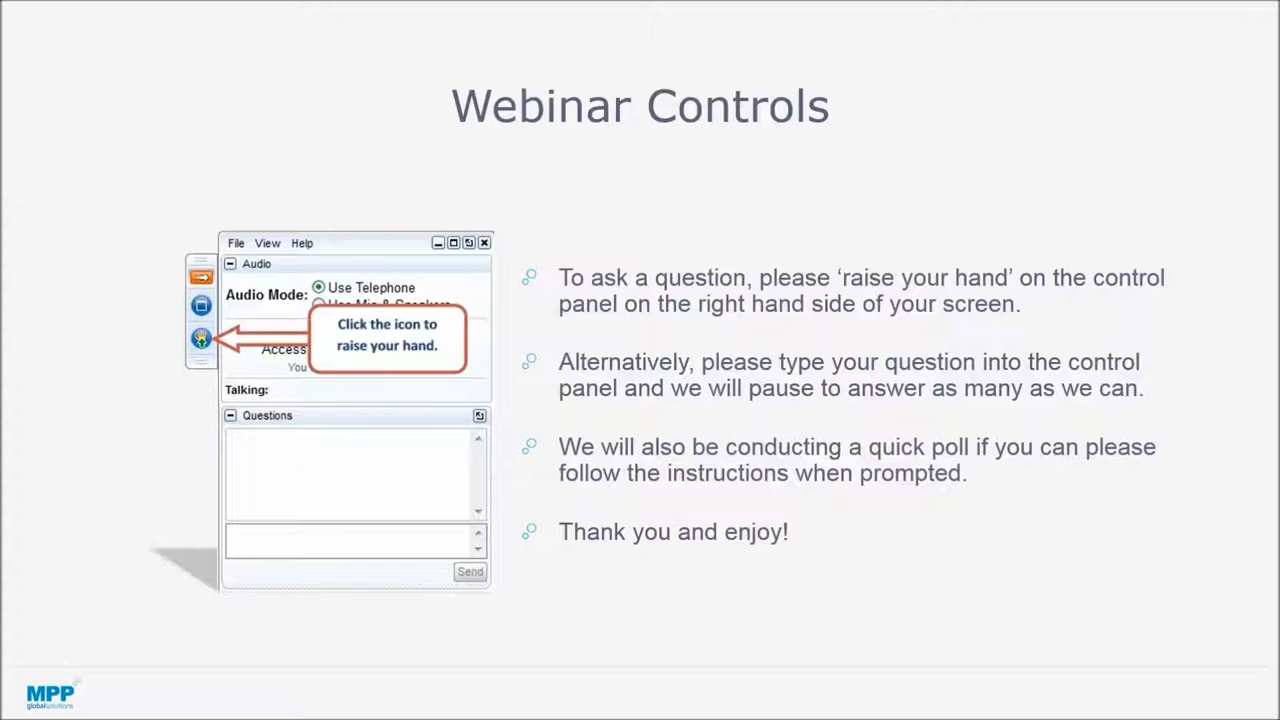 Webinar Controls
File View Help
Audio
Audio Mode: Use Telephone
Click the icon to
raise your hand.
Access
You
Talking:
Questions
Send
To ask a question, please ‘raise your hand’ on the control
panel on the right hand side of your screen.
Alternatively, please type your question into the control
panel and we will pause to answer as many as we can.
We will also be conducting a quick poll if you can please
follow the instructions when prompted.
Thank you and enjoy!
MPP
globalsolutions